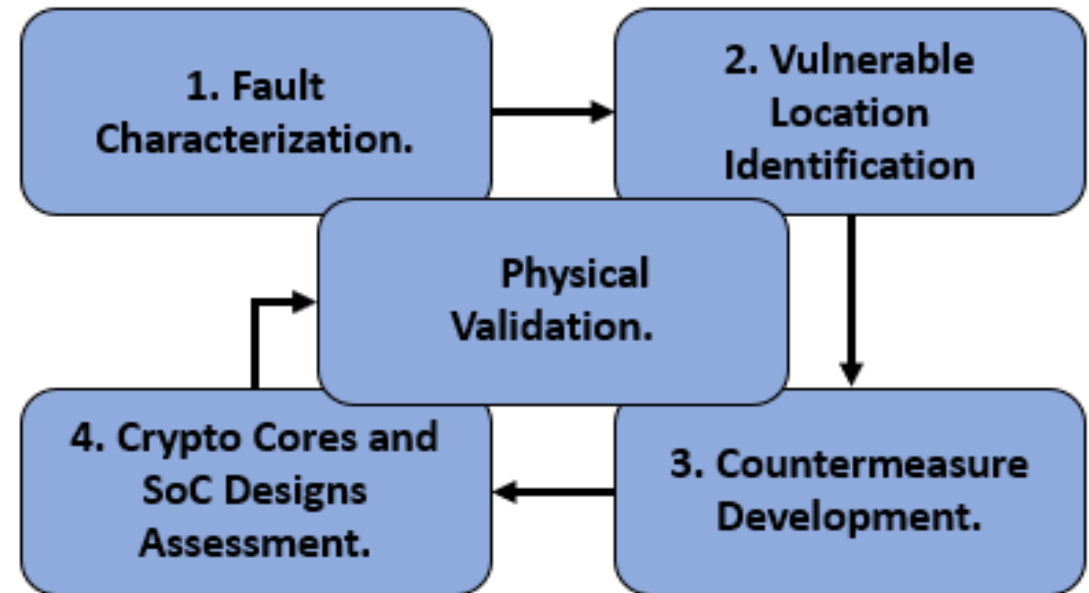 1. Fault
Characterization.
2. Vulnerable
Location
Identification
Physical
Validation.
4. Crypto Cores and
SoC Designs
Assessment.
3. Countermeasure
Development.